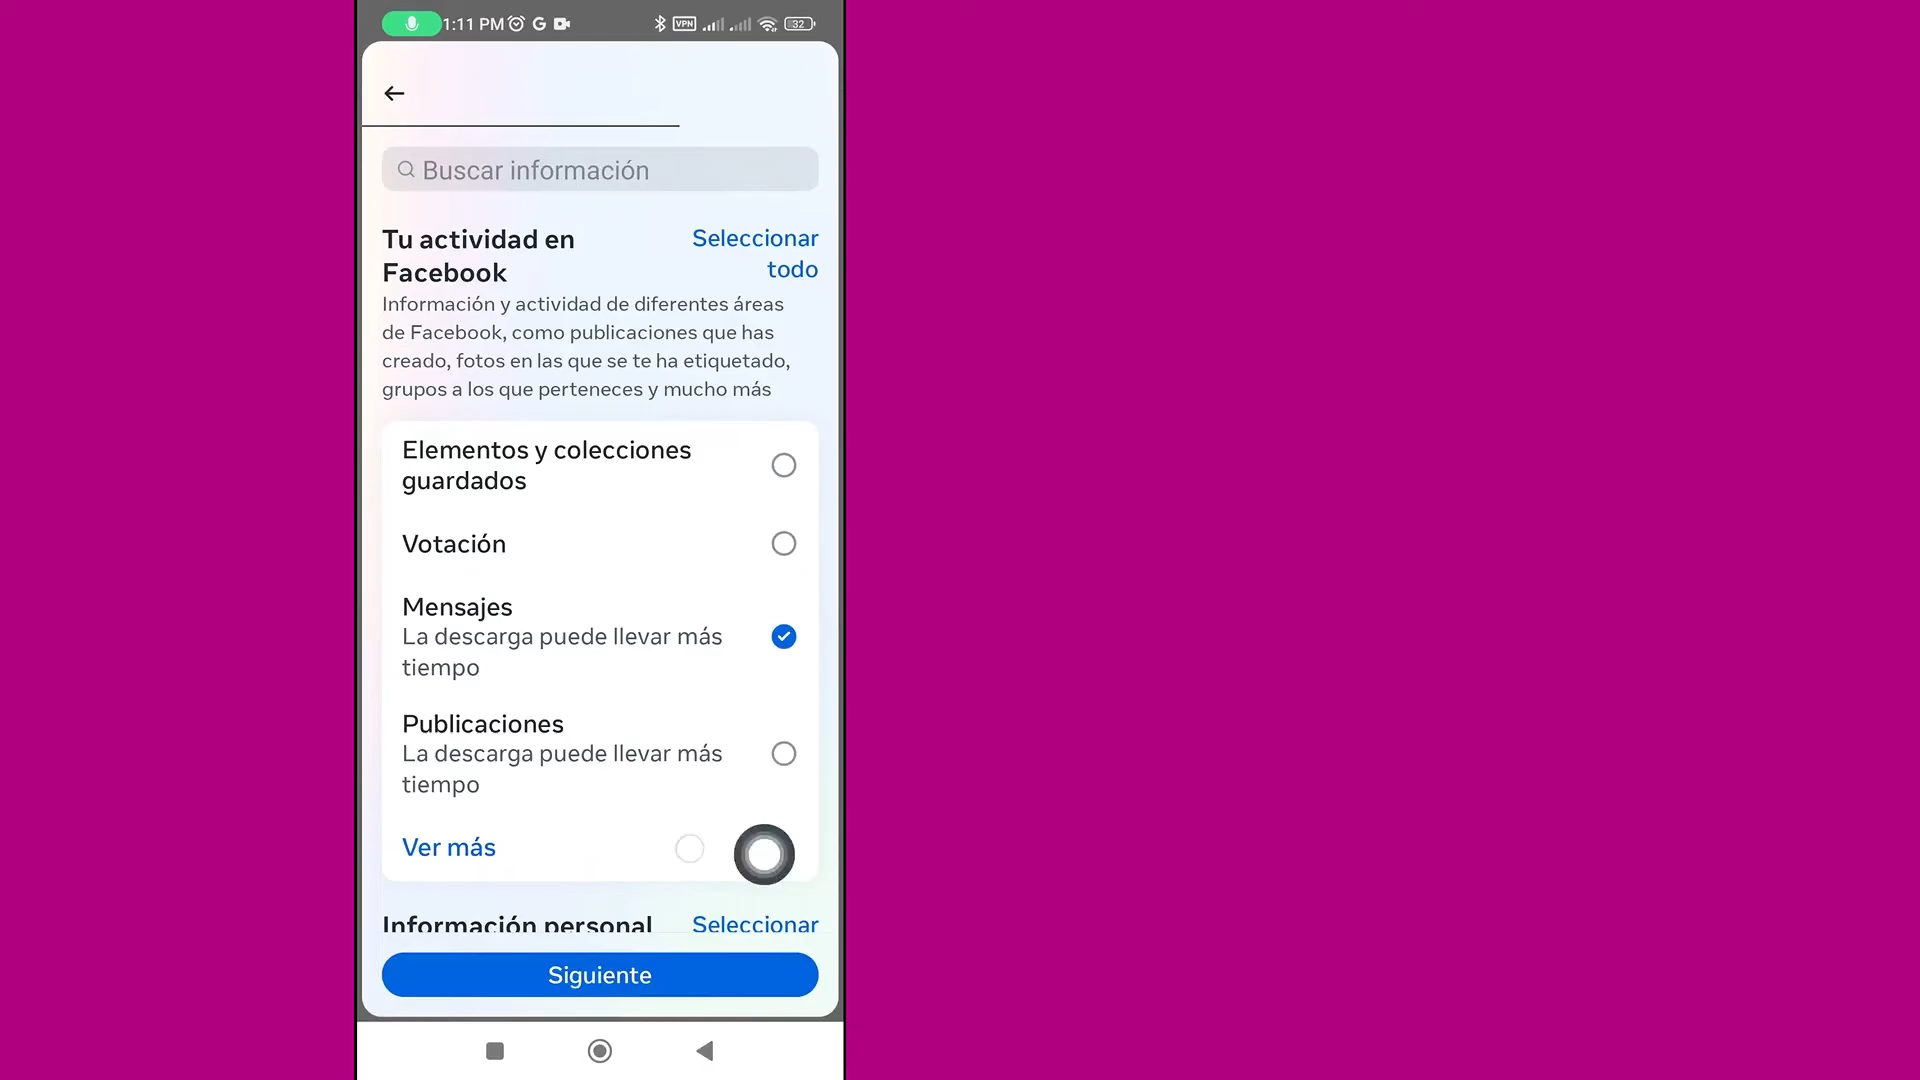 1:11 PM
VPN
32
Buscar información
Tu actividad en
Facebook
Seleccionar
todo
Información y actividad de diferentes áreas
de Facebook, como publicaciones que has
creado, fotos en las que se te ha etiquetado,
grupos a los que perteneces y mucho más
Elementos y colecciones
guardados
Votación
Mensajes
La descarga puede llevar más
tiempo
Publicaciones
La descarga puede llevar más
tiempo
Ver más
Información personal
Seleccionar
Siguiente